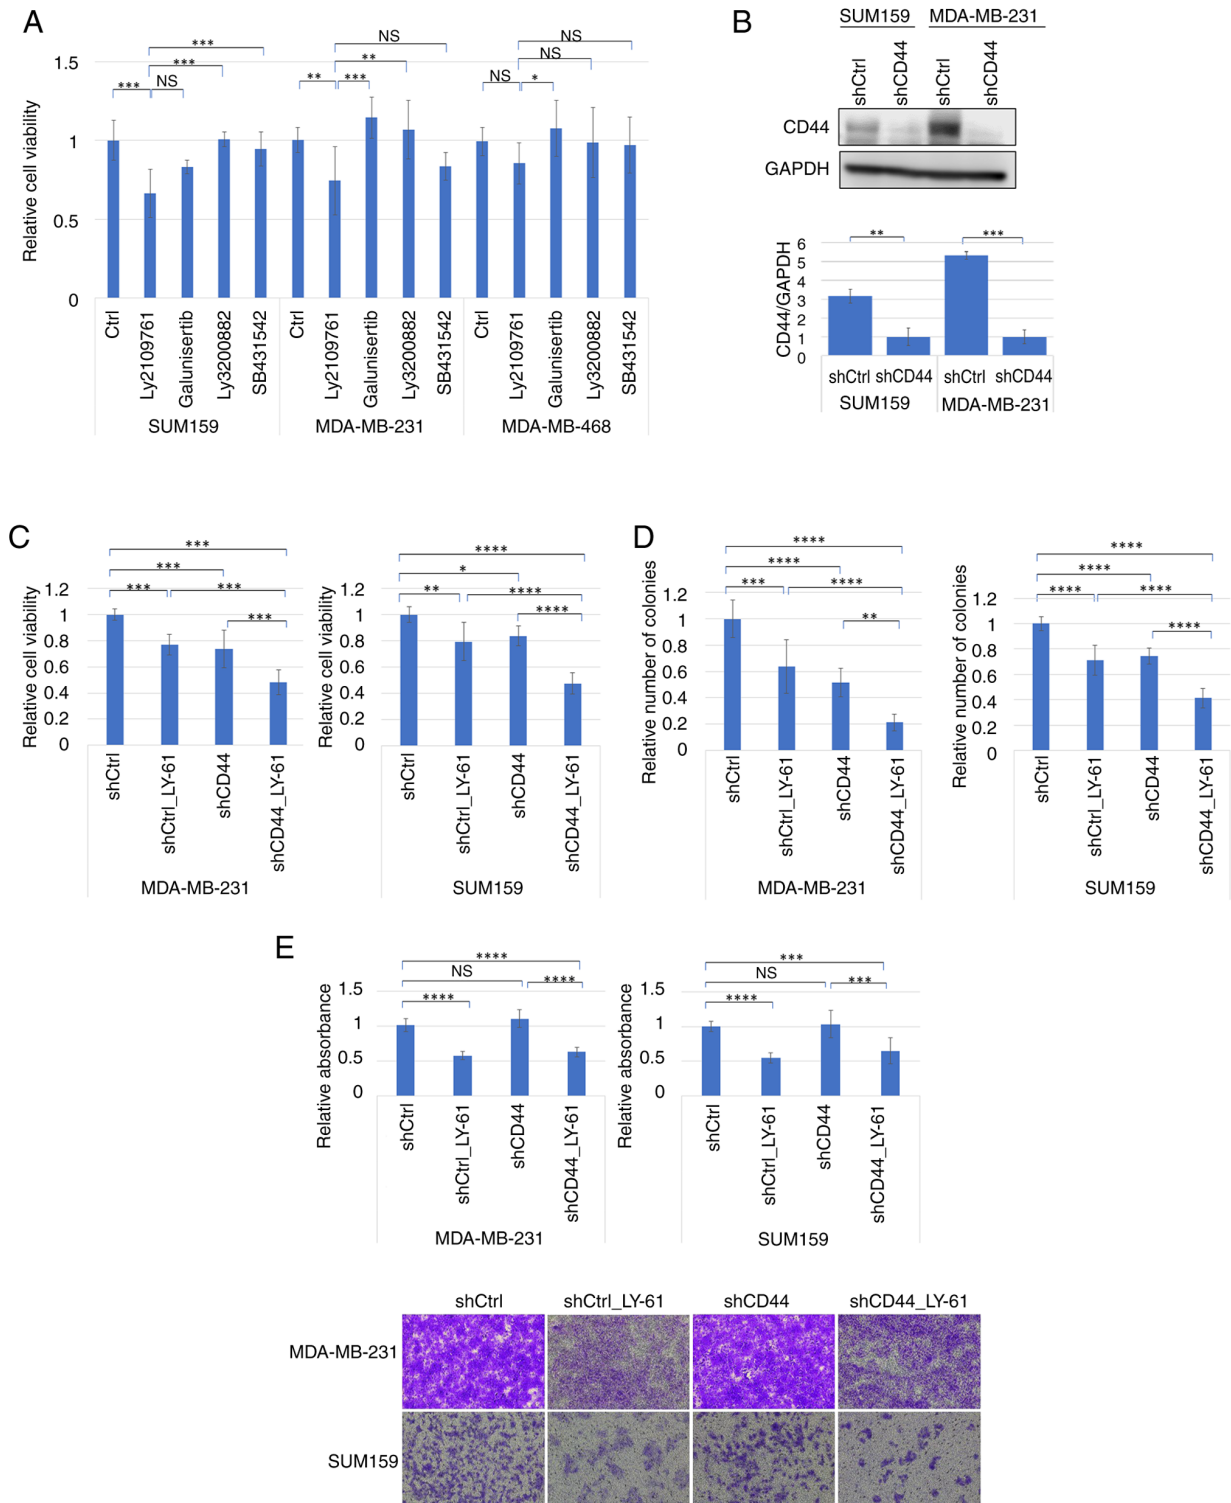 A
NS
NS
***
NS
***
**
NS
***
NS
**
***
NS
*
1.5
1
0.5
0
Relative cell viability
Ctrl
Ly2109761
Galunisertib
Ly3200882
SB431542
Ctrl
Ly2109761
Galunisertib
Ly3200882
SB431542
Ctrl
Ly2109761
Galunisertib
Ly3200882
SB431542
SUM159
MDA-MB-231
MDA-MB-468
B
SUM159
MDA-MB-231
shCtrl
shCD44
shCtrl
shCD44
CD44
GAPDH
**
***
6
5
4
3
2
1
0
CD44/GAPDH
shCtrl
shCD44
shCtrl
shCD44
SUM159
MDA-MB-231
C
***
***
***
***
***
1.2
1
0.8
0.6
0.4
0.2
0
Relative cell viability
shCtrl
shCtrl_LY-61
shCD44
shCD44_LY-61
MDA-MB-231
****
*
**
****
****
1.2
1
0.8
0.6
0.4
0.2
0
Relative cell viability
shCtrl
shCtrl_LY-61
shCD44
shCD44_LY-61
SUM159
D
****
****
***
****
**
1.2
1
0.8
0.6
0.4
0.2
0
Relative number of colonies
shCtrl
shCtrl_LY-61
shCD44
shCD44_LY-61
MDA-MB-231
****
****
****
****
****
1.2
1
0.8
0.6
0.4
0.2
0
Relative number of colonies
shCtrl
shCtrl_LY-61
shCD44
shCD44_LY-61
SUM159
E
****
NS
****
****
1.5
1
0.5
0
Relative absorbance
shCtrl
shCtrl_LY-61
shCD44
shCD44_LY-61
MDA-MB-231
***
NS
***
****
1.5
1
0.5
0
Relative absorbance
shCtrl
shCtrl_LY-61
shCD44
shCD44_LY-61
SUM159
shCtrl
shCtrl_LY-61
shCD44
shCD44_LY-61
MDA-MB-231
SUM159